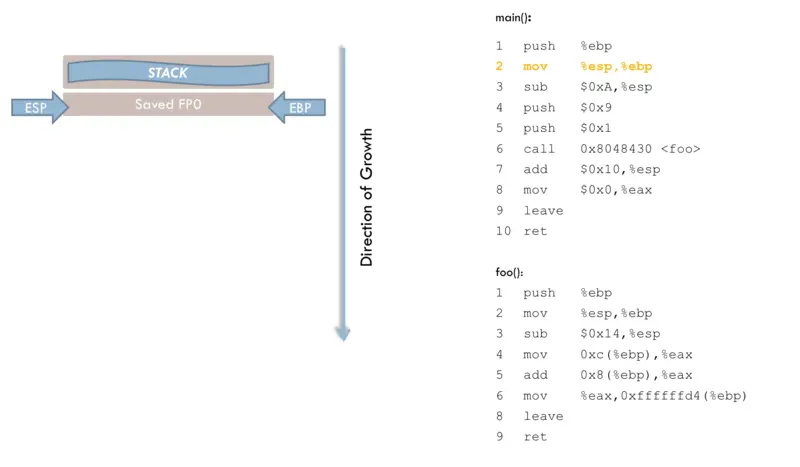 STACK
ESP
Saved FP0
EBP
Direction of Growth
main():
1 push %ebp
2 mov %esp,%ebp
3 sub $0xA,%esp
4 push $0x9
5 push $0x1
6 call 0x8048430 <foo>
7 add $0x10,%esp
8 mov $0x0,%eax
9 leave
10 ret
foo():
1 push %ebp
2 mov %esp,%ebp
3 sub $0x14,%esp
4 mov 0xc(%ebp),%eax
5 add 0x8(%ebp),%eax
6 mov %eax,0xffffffd4(%ebp)
8 leave
9 ret